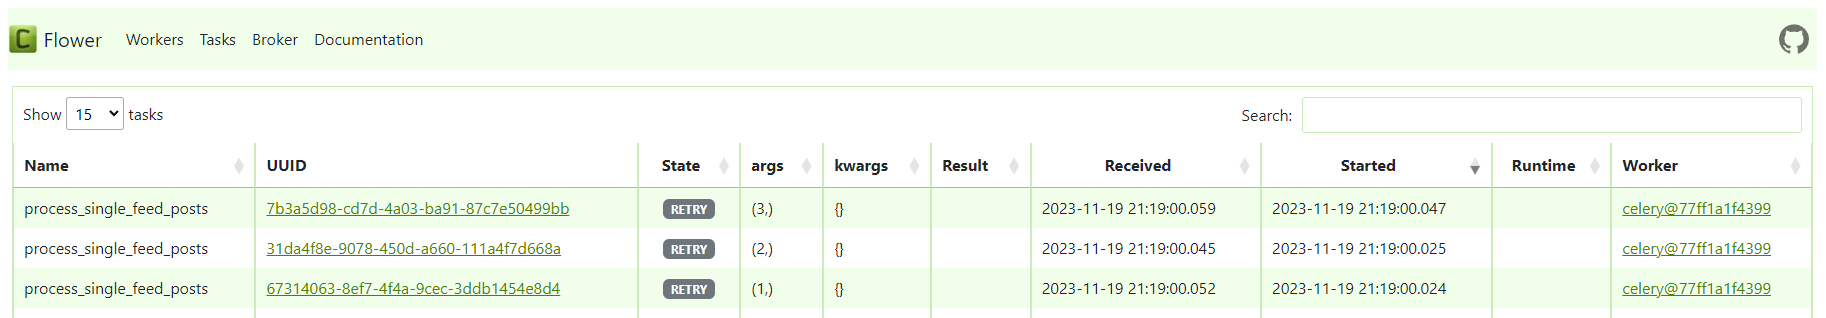 C Flower Workers Tasks Broker Documentation
Show 15 tasks Search:
Name UUID State args kwargs Result Received Started Runtime Worker
process_single_feed_posts 7b3a5d98-cd7d-4a03-ba91-87c7e50499bb RETRY (3,) {} 2023-11-19 21:19:00.059 2023-11-19 21:19:00.047 celery@77ff1a1f4399
process_single_feed_posts 31da4f8e-9078-450d-a660-111a4f7d668a RETRY (2,) {} 2023-11-19 21:19:00.045 2023-11-19 21:19:00.025 celery@77ff1a1f4399
process_single_feed_posts 67314063-8ef7-4f4a-9cec-3ddb1454e8d4 RETRY (1,) {} 2023-11-19 21:19:00.052 2023-11-19 21:19:00.024 celery@77ff1a1f4399